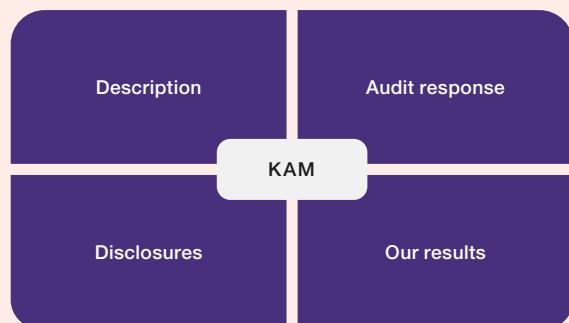 Description
Audit response
KAM
Disclosures
Our results